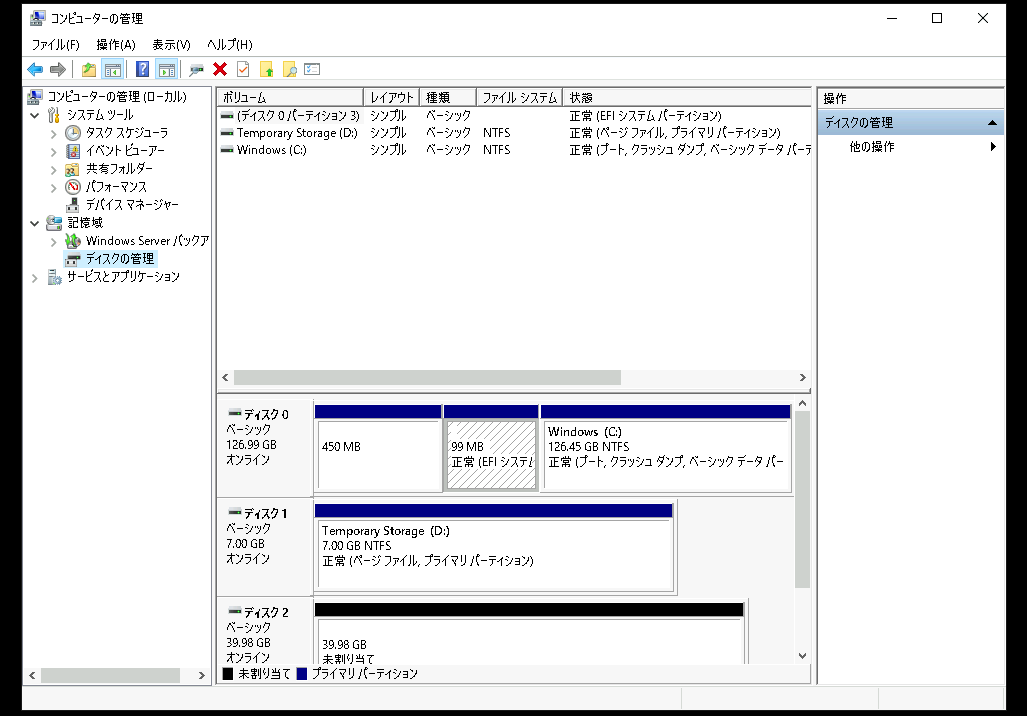 コンピューターの管理
ファイル(F) 操作(A) 表示(V) ヘルプ(H)
コンピューターの管理 (ローカル)
システム ツール
タスク スケジューラ
イベント ビューアー
共有フォルダー
パフォーマンス
デバイス マネージャー
記憶域
Windows Server バックア
ディスクの管理
サービスとアプリケーション
ボリューム レイアウト 種類 ファイル システム 状態
(ディスク 0 パーティション 3) シンプル ベーシック 正常 (EFI システム パーティション)
Temporary Storage (D:) シンプル ベーシック NTFS 正常 (ページ ファイル, プライマリ パーティション)
Windows (C:) シンプル ベーシック NTFS 正常 (ブート, クラッシュ ダンプ, ベーシック データ パーテ
ディスク 0
ベーシック
126.99 GB
オンライン
450 MB
99 MB
正常 (EFI システム
Windows (C:)
126.45 GB NTFS
正常 (ブート, クラッシュ ダンプ, ベーシック データ パー
ディスク 1
ベーシック
7.00 GB
オンライン
Temporary Storage (D:)
7.00 GB NTFS
正常 (ページ ファイル, プライマリ パーティション)
ディスク 2
ベーシック
39.98 GB
オンライン
39.98 GB
未割り当て
未割り当て プライマリ パーティション
操作
ディスクの管理
他の操作